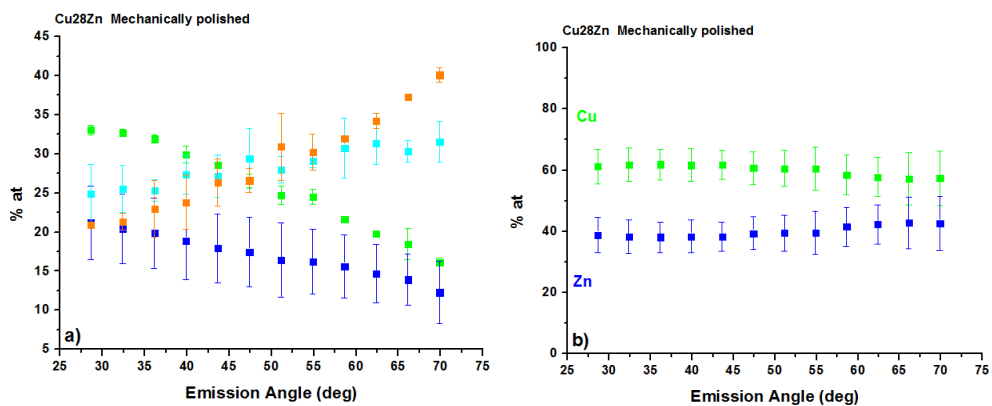 Cu28Zn Mechanically polished
45
40
35
30
25
20
15
10
5
% at
a)
25 30 35 40 45 50 55 60 65 70 75
Emission Angle (deg)
Cu28Zn Mechanically polished
100
80
60
40
20
0
% at
Cu
Zn
b)
25 30 35 40 45 50 55 60 65 70 75
Emission Angle (deg)